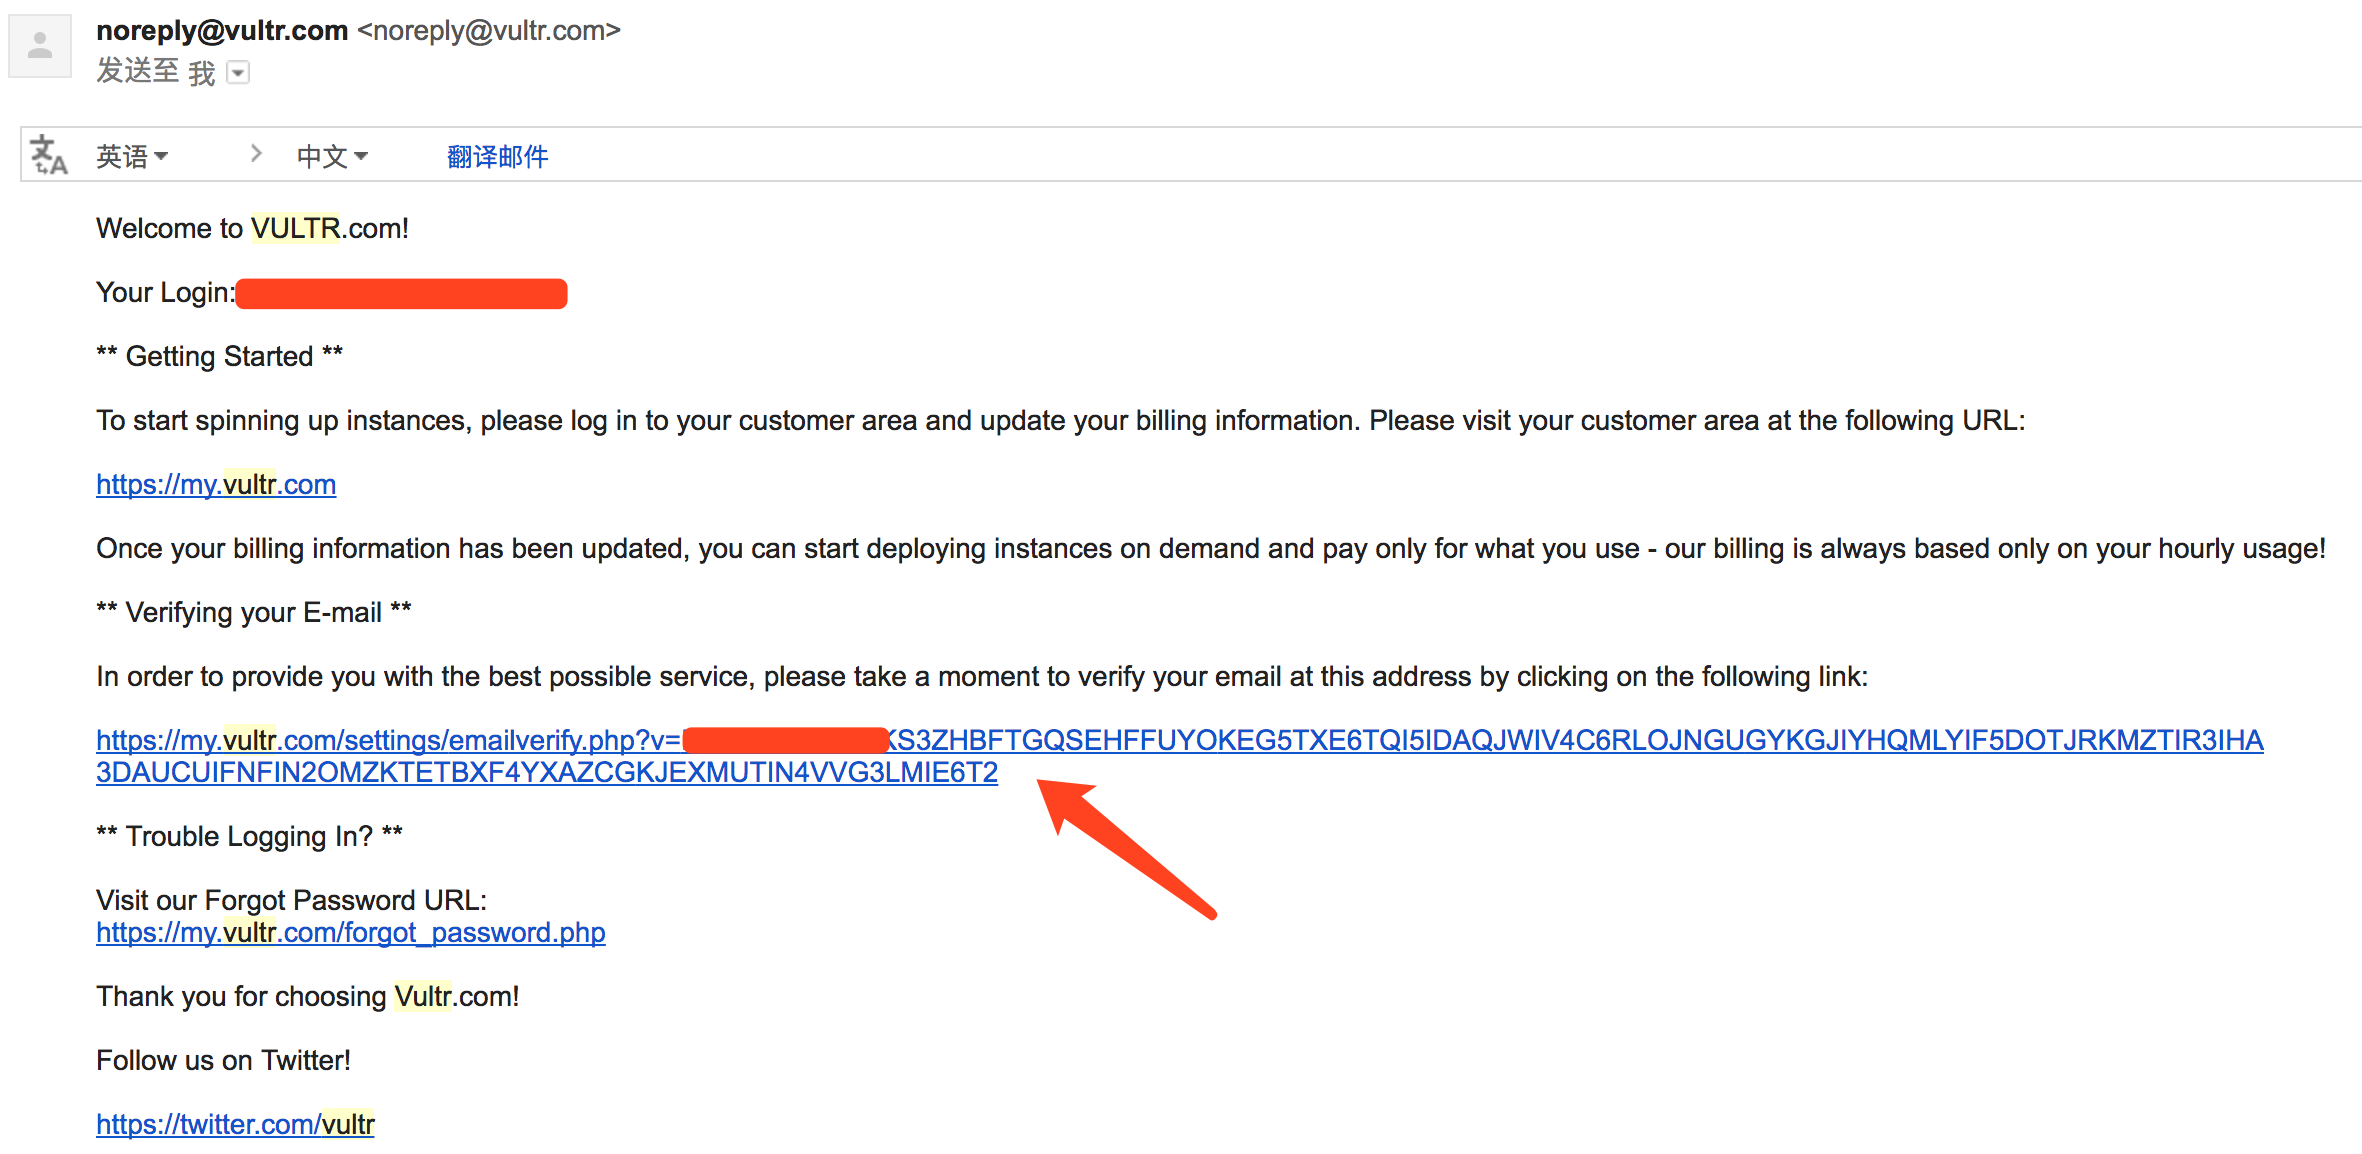 noreply@vultr.com <noreply@vultr.com>
发送至 我
英语 中文 翻译邮件
Welcome to VULTR.com!
Your Login:
** Getting Started **
To start spinning up instances, please log in to your customer area and update your billing information. Please visit your customer area at the following URL:
https://my.vultr.com
Once your billing information has been updated, you can start deploying instances on demand and pay only for what you use - our billing is always based only on your hourly usage!
** Verifying your E-mail **
In order to provide you with the best possible service, please take a moment to verify your email at this address by clicking on the following link:
https://my.vultr.com/settings/emailverify.php?v= KS3ZHBFTGQSEHFFUYOKEG5TXE6TQI5IDAQJWIV4C6RLOJNGUGYKGJIYHQMLYIF5DOTJRKMZTIR3IHA
3DAUCUIFNFIN2OMZKTETBXF4YXAZCGKJEXMUTIN4VVG3LMIE6T2
** Trouble Logging In? **
Visit our Forgot Password URL:
https://my.vultr.com/forgot_password.php
Thank you for choosing Vultr.com!
Follow us on Twitter!
https://twitter.com/vultr